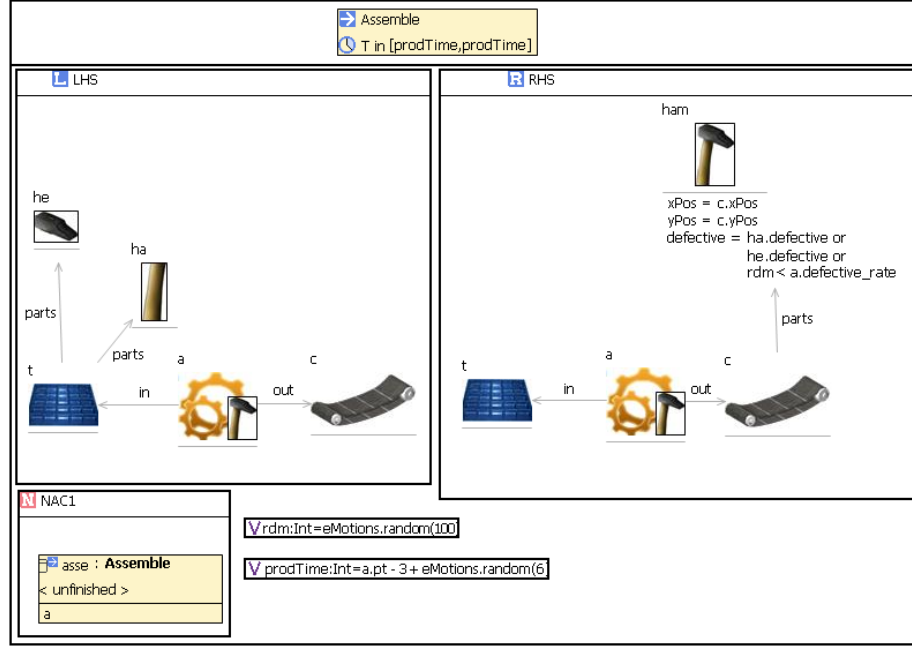 Assemble
T in [prodTime,prodTime]
L LHS
he
ha
parts
parts
t
a
c
in
out
R RHS
ham
xPos = c.xPos
yPos = c.yPos
defective = ha.defective or
he.defective or
rdm < a.defective_rate
parts
t
a
c
in
out
N NAC1
asse : Assemble
< unfinished >
a
V rdm:Int=eMotions.random(100)
V prodTime:Int=a.pt - 3 + eMotions.random(6)